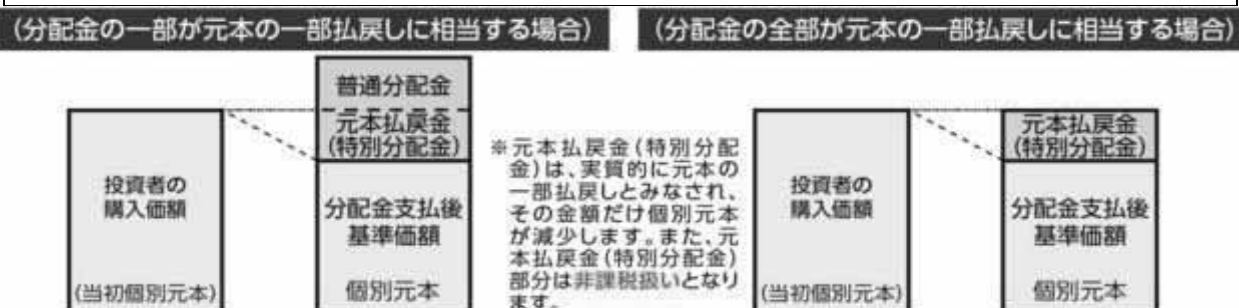 (分配金の一部が元本の一部払戻しに相当する場合)
(分配金の全部が元本の一部払戻しに相当する場合)
投資者の
購入価額
(当初個別元本)
普通分配金
元本払戻金
(特別分配金)
分配金支払後
基準価額
個別元本
※元本払戻金(特別分配
金)は、実質的に元本の
一部払戻しとみなされ、
その金額だけ個別元本
が減少します。また、元
本払戻金(特別分配金)
部分は非課税扱いとなり
ます。
投資者の
購入価額
(当初個別元本)
元本払戻金
(特別分配金)
分配金支払後
基準価額
個別元本